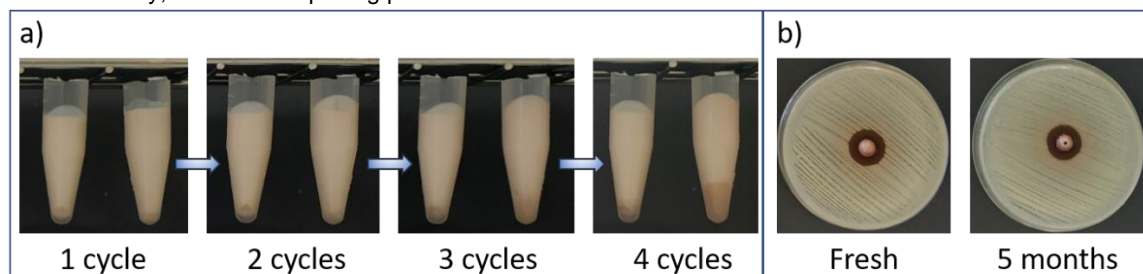 a)
b)
1 cycle
2 cycles
3 cycles
4 cycles
Fresh
5 months